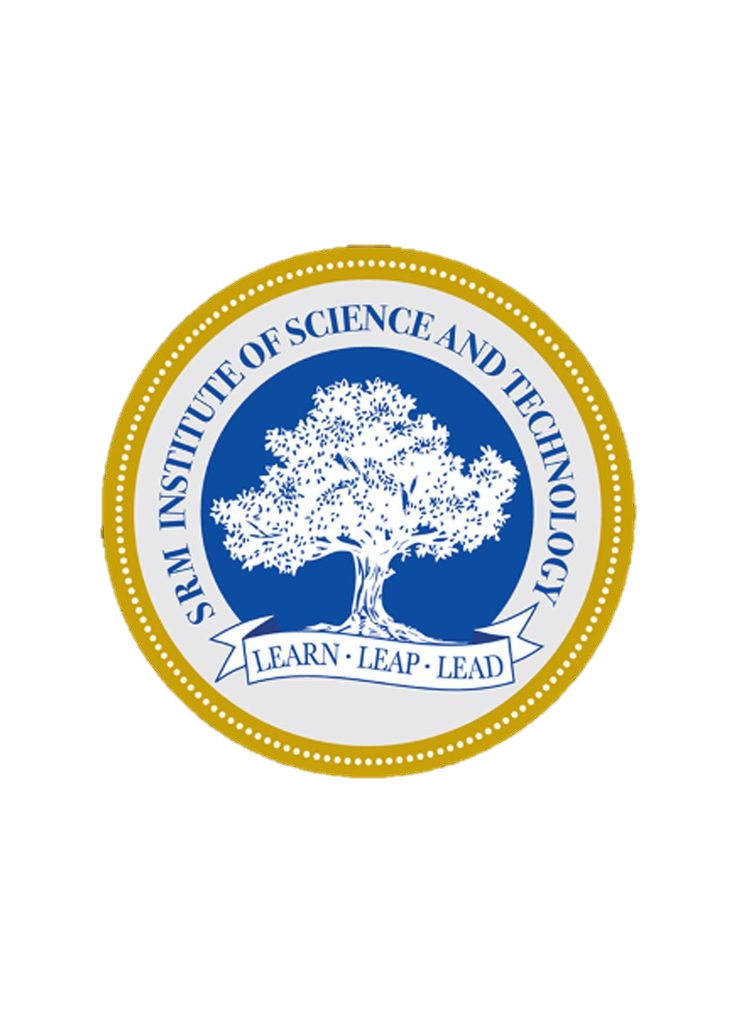 SRM INSTITUTE OF SCIENCE AND TECHNOLOGY
LEARN · LEAP · LEAD